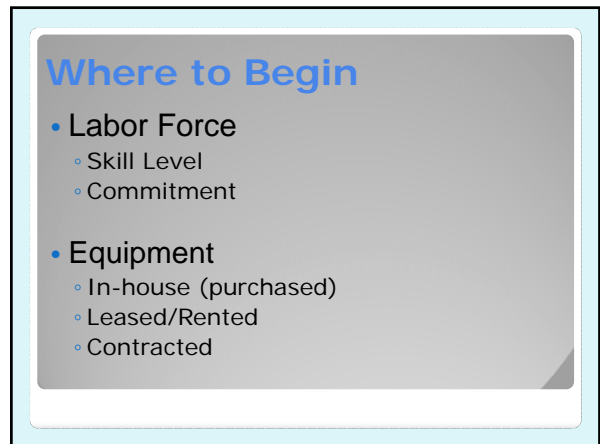 Where to Begin
• Labor Force
◦ Skill Level
◦ Commitment
• Equipment
◦ In-house (purchased)
◦ Leased/Rented
◦ Contracted